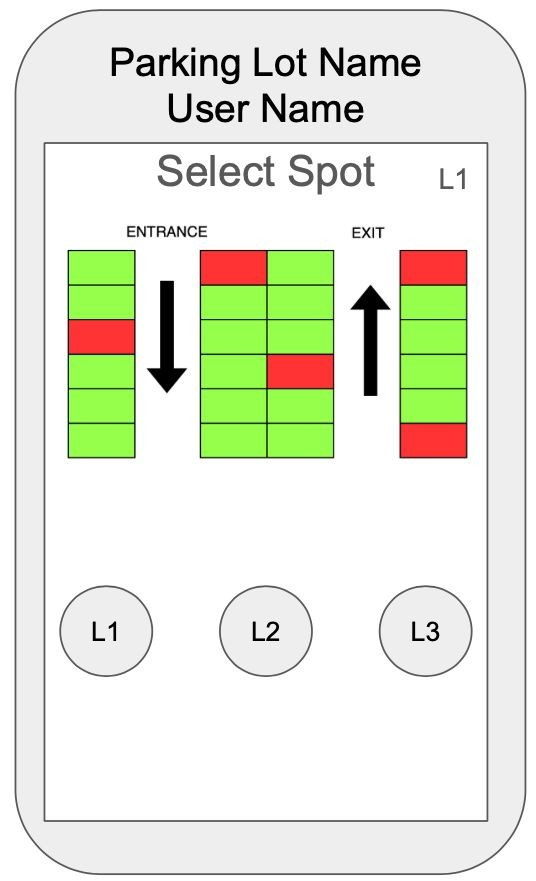 Parking Lot Name
User Name
Select Spot L1
ENTRANCE EXIT
L1 L2 L3